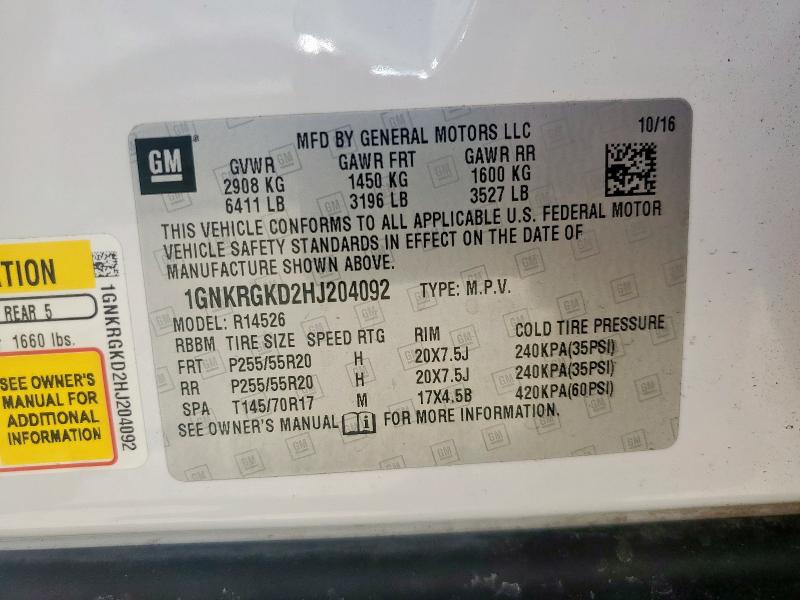 GM
MFD BY GENERAL MOTORS LLC 10/16
GVWR GAWR FRT GAWR RR
2908 KG 1450 KG 1600 KG
6411 LB 3196 LB 3527 LB
THIS VEHICLE CONFORMS TO ALL APPLICABLE U.S. FEDERAL MOTOR
VEHICLE SAFETY STANDARDS IN EFFECT ON THE DATE OF
MANUFACTURE SHOWN ABOVE.
1GNKRGKD2HJ204092 TYPE: M.P.V.
MODEL: R14526
RBBM TIRE SIZE SPEED RTG RIM COLD TIRE PRESSURE
FRT P255/55R20 H 20X7.5J 240KPA(35PSI)
RR P255/55R20 H 20X7.5J 240KPA(35PSI)
SPA T145/70R17 M 17X4.5B 420KPA(60PSI)
SEE OWNER'S MANUAL FOR MORE INFORMATION.
REAR 5
1660 lbs.
SEE OWNER'S
MANUAL FOR
ADDITIONAL
INFORMATION
1GNKRGKD2HJ204092